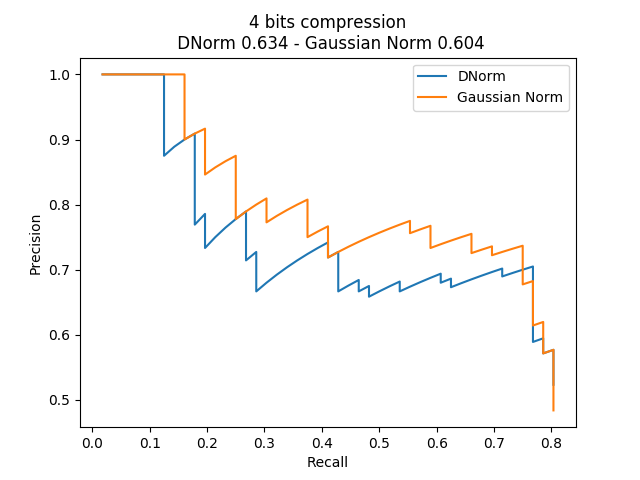 4 bits compression
DNorm 0.634 - Gaussian Norm 0.604
DNorm
Gaussian Norm
1.0
0.9
0.8
0.7
0.6
0.5
Precision
0.0 0.1 0.2 0.3 0.4 0.5 0.6 0.7 0.8
Recall